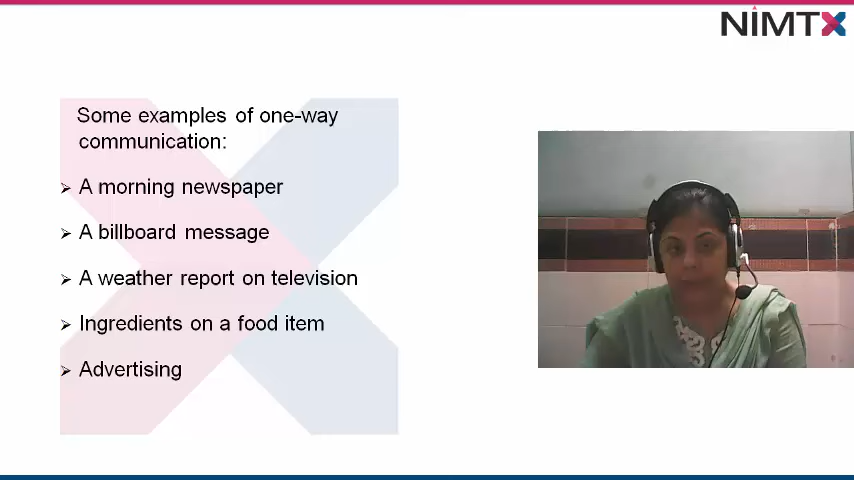 NIMTX
Some examples of one-way
communication:
A morning newspaper
A billboard message
A weather report on television
Ingredients on a food item
Advertising